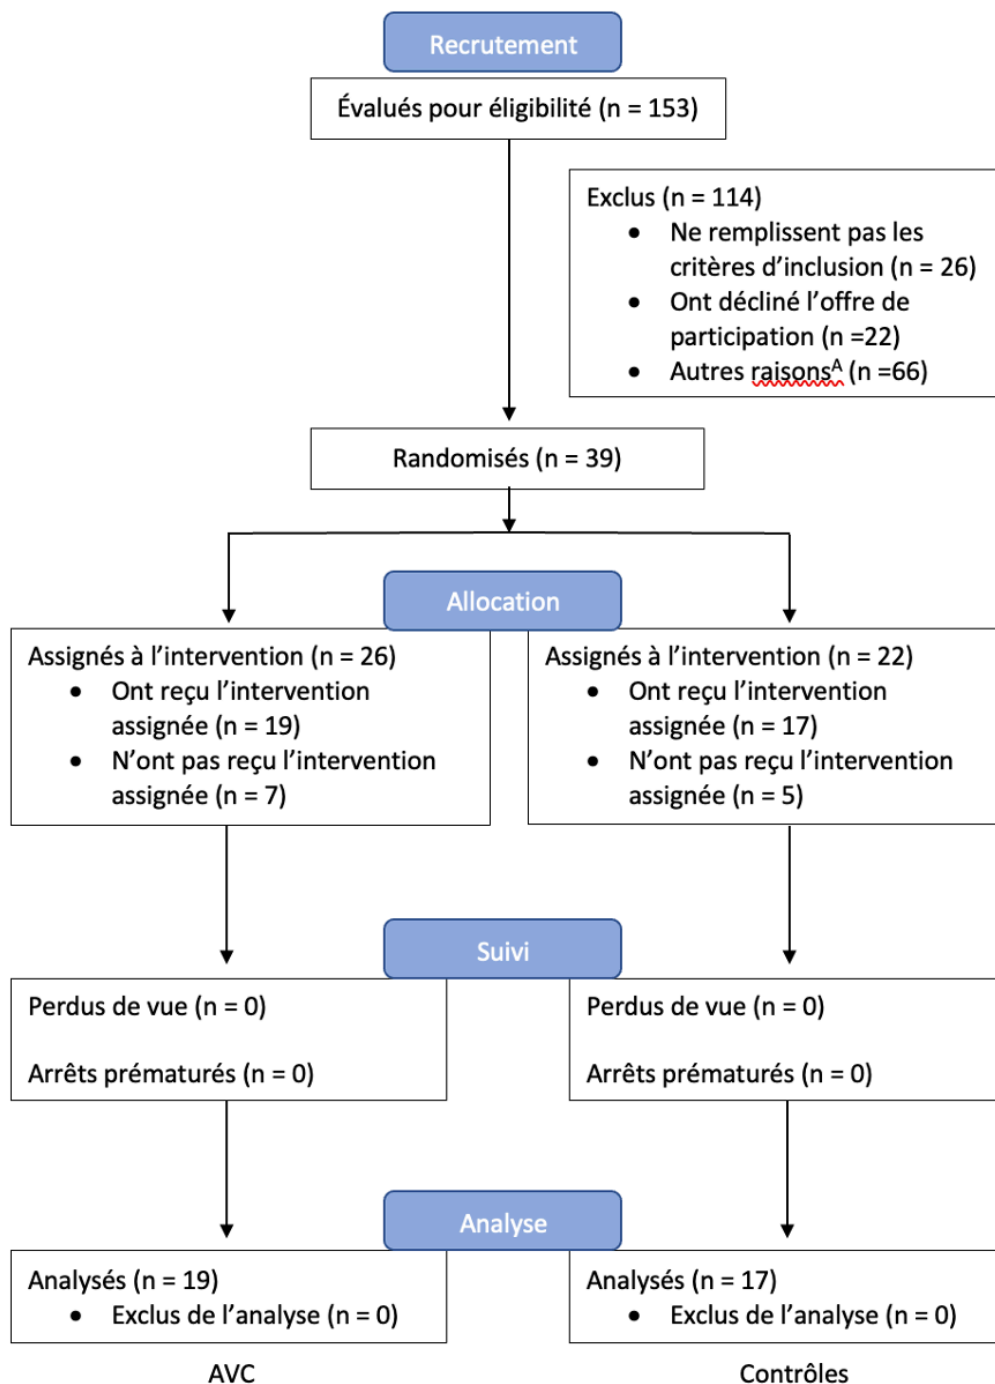 Recrutement
Évalués pour éligibilité (n = 153)
Exclus (n = 114)
• Ne remplissent pas les
critères d’inclusion (n = 26)
• Ont décliné l’offre de
participation (n =22)
• Autres raisonsᴬ (n =66)
Randomisés (n = 39)
Allocation
Assignés à l’intervention (n = 26)
• Ont reçu l’intervention
assignée (n = 19)
• N’ont pas reçu l’intervention
assignée (n = 7)
Assignés à l’intervention (n = 22)
• Ont reçu l’intervention
assignée (n = 17)
• N’ont pas reçu l’intervention
assignée (n = 5)
Suivi
Perdus de vue (n = 0)
Arrêts prématurés (n = 0)
Perdus de vue (n = 0)
Arrêts prématurés (n = 0)
Analyse
Analysés (n = 19)
• Exclus de l’analyse (n = 0)
Analysés (n = 17)
• Exclus de l’analyse (n = 0)
AVC
Contrôles